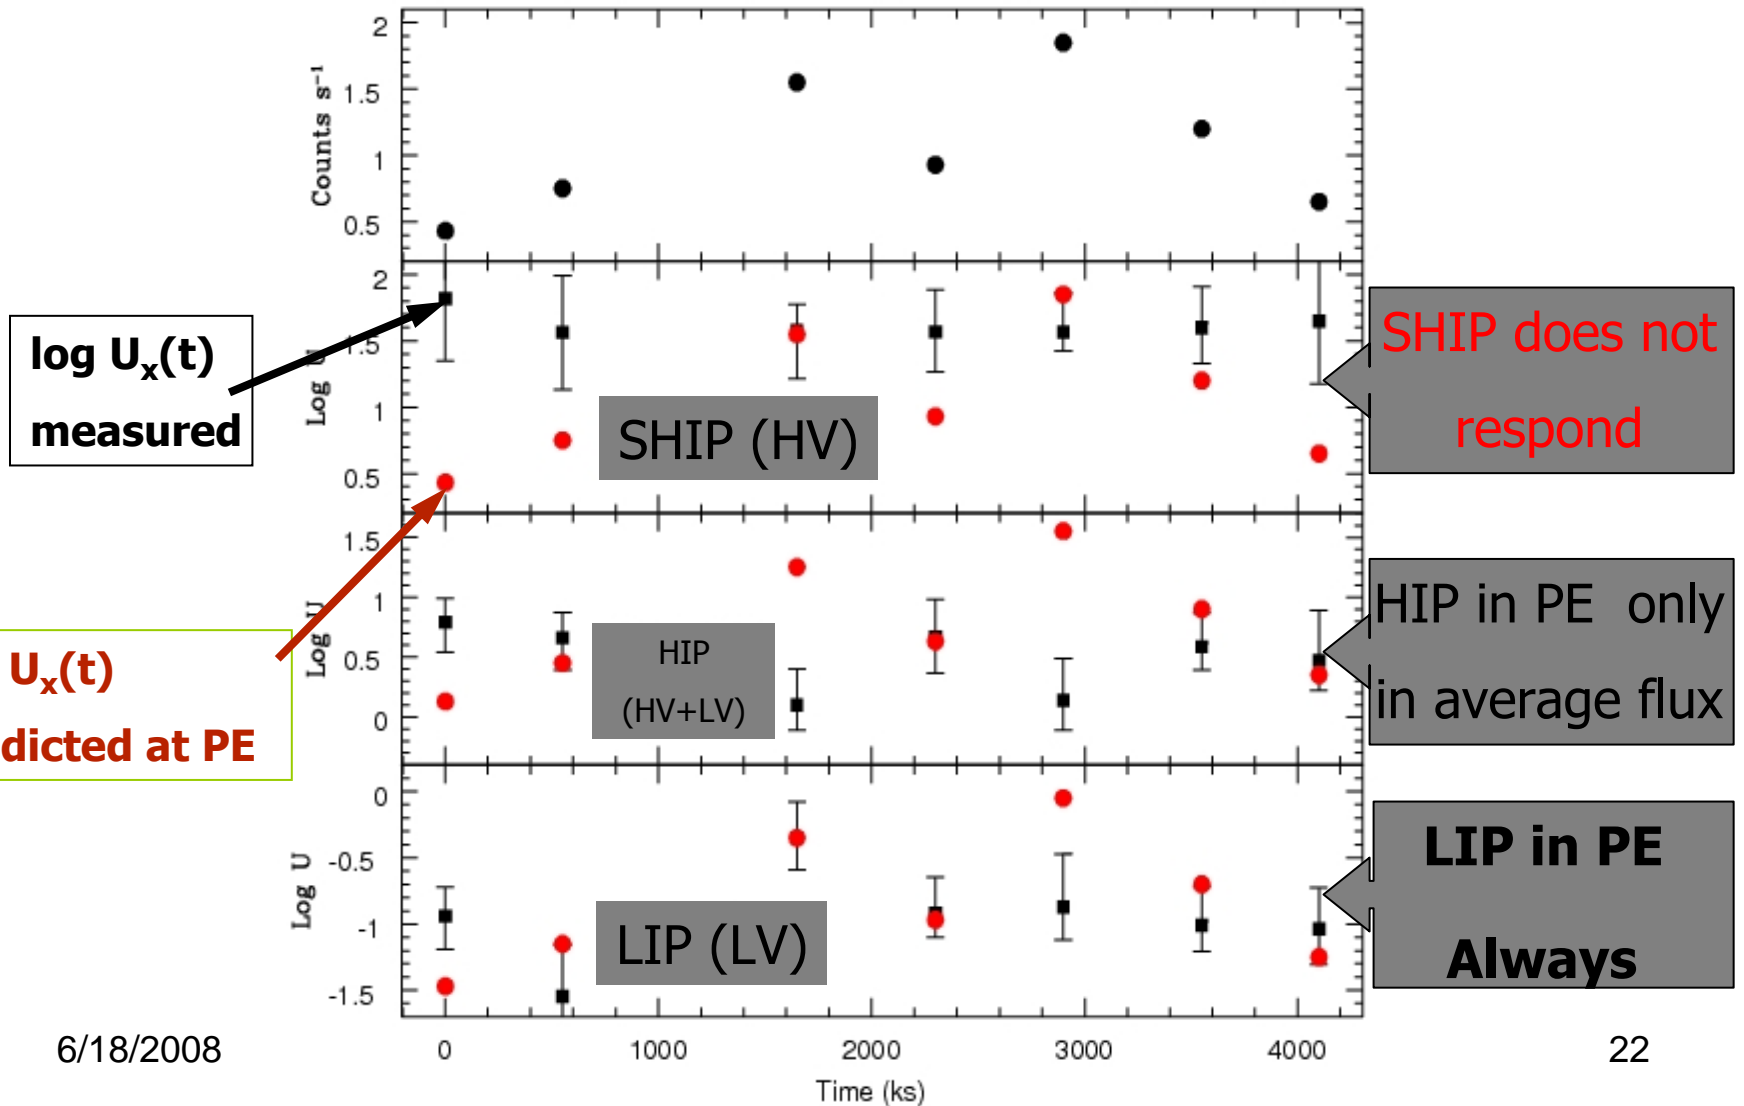 2
1.5
1
0.5
Counts s⁻¹
2
1.5
1
0.5
Log U
log Uₓ(t)
measured
SHIP (HV)
SHIP does not
respond
1.5
1
0.5
0
Log U
Uₓ(t)
dicted at PE
HIP
(HV+LV)
HIP in PE only
in average flux
0
-0.5
-1
-1.5
Log U
LIP (LV)
LIP in PE
Always
0
1000
2000
3000
4000
Time (ks)
6/18/2008
22